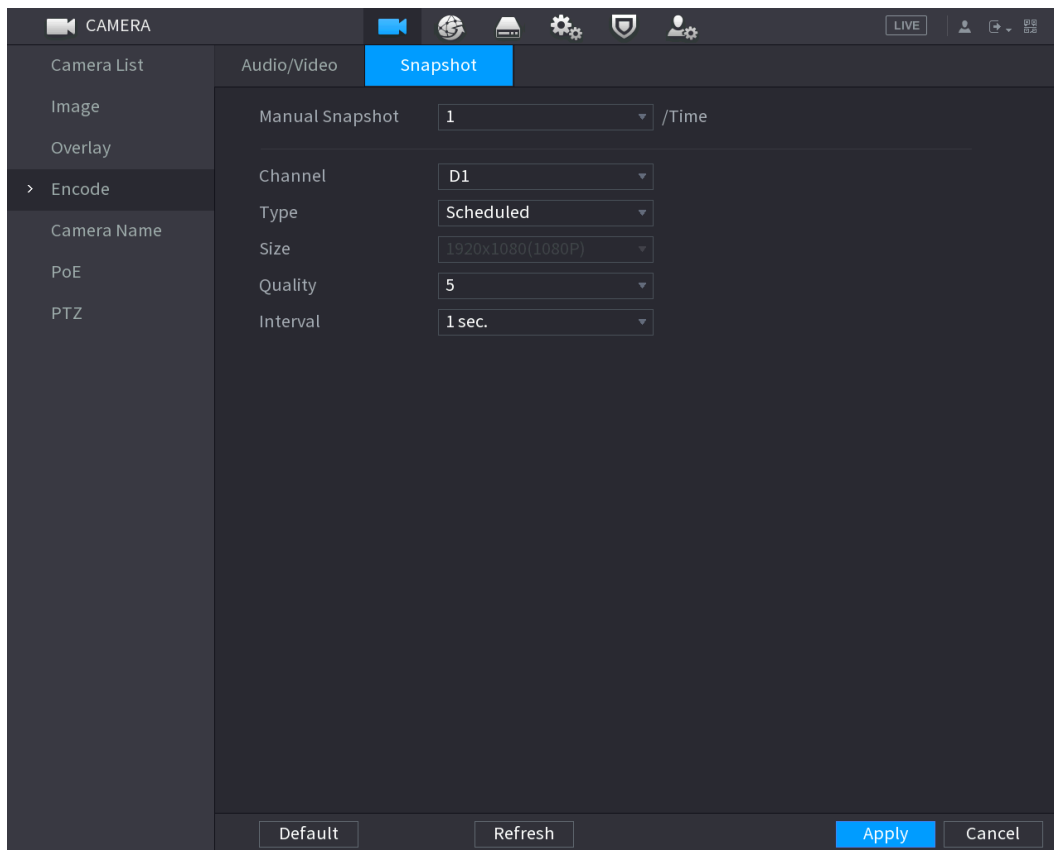 CAMERA
LIVE
Camera List
Image
Overlay
Encode
Camera Name
PoE
PTZ
Audio/Video
Snapshot
Manual Snapshot 1 /Time
Channel D1
Type Scheduled
Size 1920x1080(1080P)
Quality 5
Interval 1 sec.
Default Refresh Apply Cancel